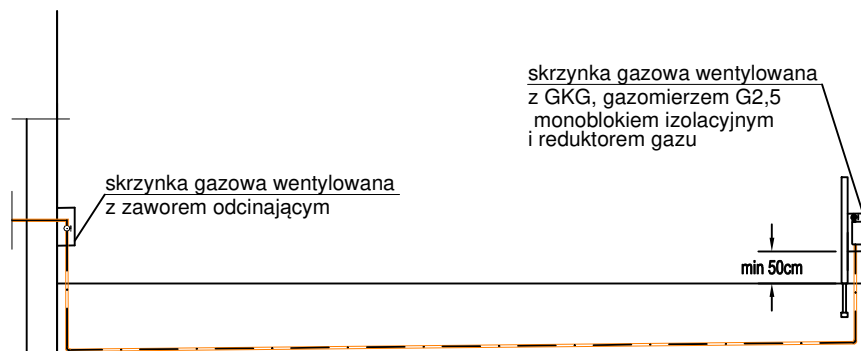 skrzynka gazowa wentylowana
z GKG, gazomierzem G2,5
monoblokiem izolacyjnym
i reduktorem gazu
skrzynka gazowa wentylowana
z zaworem odcinającym
min 50cm